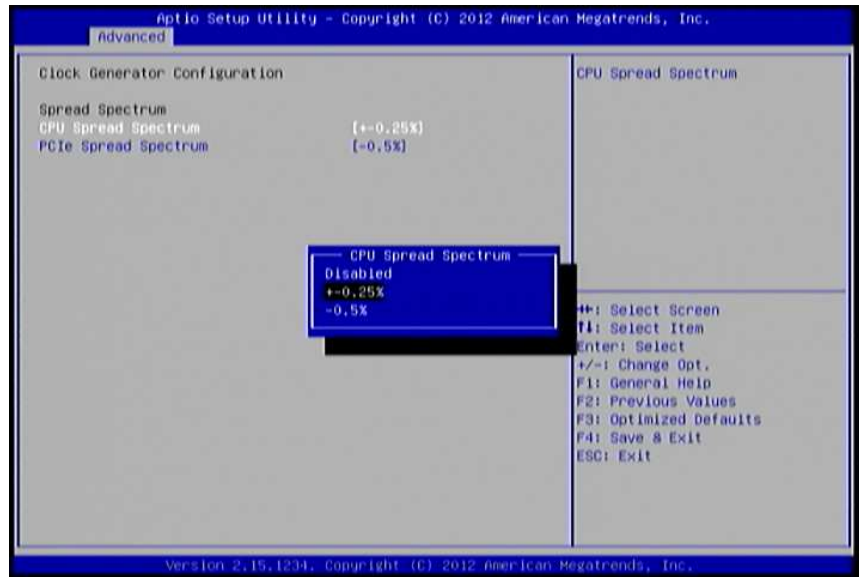 Aptio Setup Utility - Copyright (C) 2012 American Megatrends, Inc.
Advanced
Clock Generator Configuration
Spread Spectrum
CPU Spread Spectrum [+-0.25%]
PCIe Spread Spectrum [-0.5%]
CPU Spread Spectrum
CPU Spread Spectrum
Disabled
+-0.25%
-0.5%
→←: Select Screen
↑↓: Select Item
Enter: Select
+/-: Change Opt.
F1: General Help
F2: Previous Values
F3: Optimized Defaults
F4: Save & Exit
ESC: Exit
Version 2.15.1234. Copyright (C) 2012 American Megatrends, Inc.